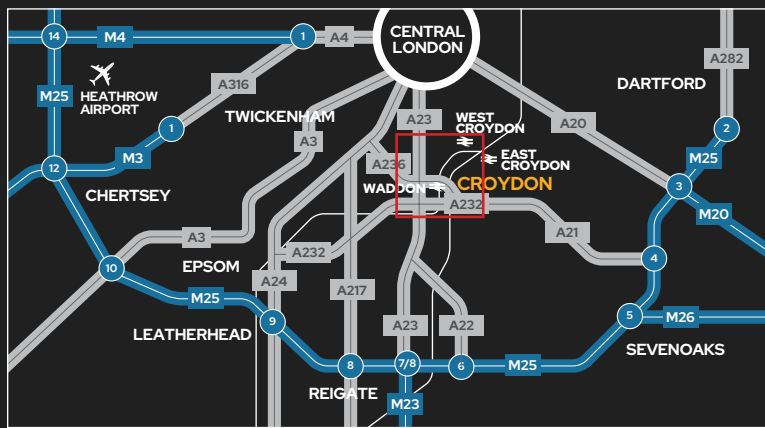 14
M4
1
A4
CENTRAL
LONDON
A282
DARTFORD
M25
HEATHROW
AIRPORT
A316
TWICKENHAM
A3
A23
WEST
CROYDON
A20
2
1
M3
12
CHERTSEY
A236
EAST
CROYDON
WADDON
CROYDON
M25
3
M20
A232
A21
A3
EPSOM
A232
10
M25
A24
A217
4
LEATHERHEAD
9
A23
A22
5
M26
SEVENOAKS
8
7/8
6
M25
REIGATE
M23